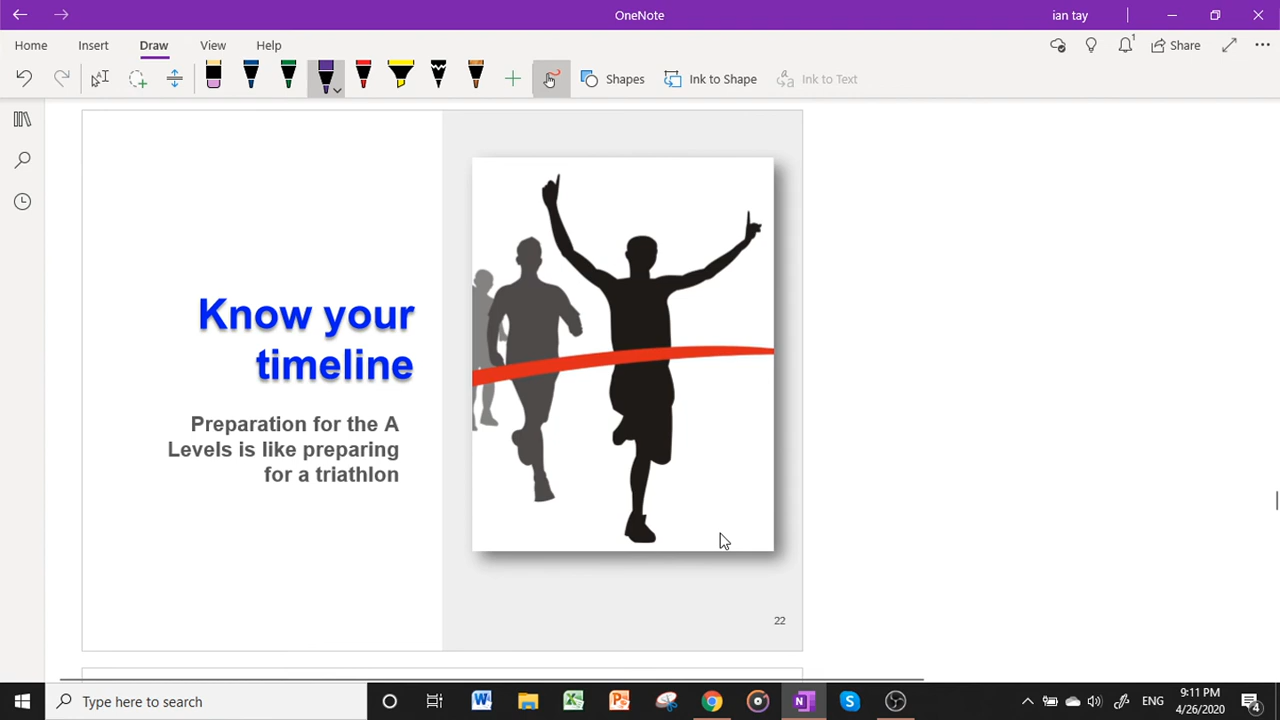 OneNote
ian tay
Home Insert Draw View Help
1
Share
Shapes
Ink to Shape
Ink to Text
Know your
timeline
Preparation for the A
Levels is like preparing
for a triathlon
22
Type here to search
ENG
9:11 PM
4/26/2020
4